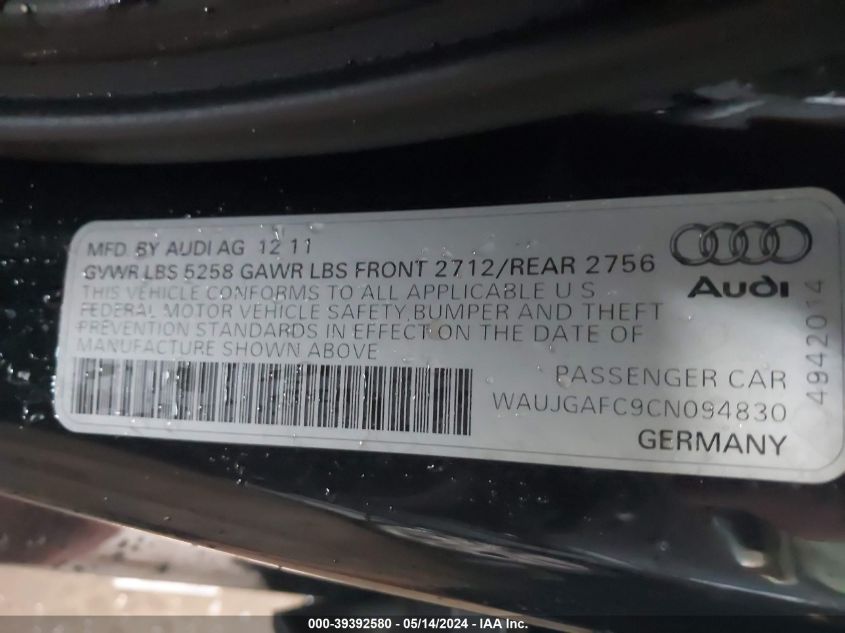 MFD BY AUDI AG 12 11
GVWR LBS 5258 GAWR LBS FRONT 2712/REAR 2756
THIS VEHICLE CONFORMS TO ALL APPLICABLE U S
FEDERAL MOTOR VEHICLE SAFETY, BUMPER AND THEFT
PREVENTION STANDARDS IN EFFECT ON THE DATE OF
MANUFACTURE SHOWN ABOVE
Audi
PASSENGER CAR
WAUJGAFC9CN094830
GERMANY
4942014
000-39392580 - 05/14/2024 - © IAA Holdings, LLC.